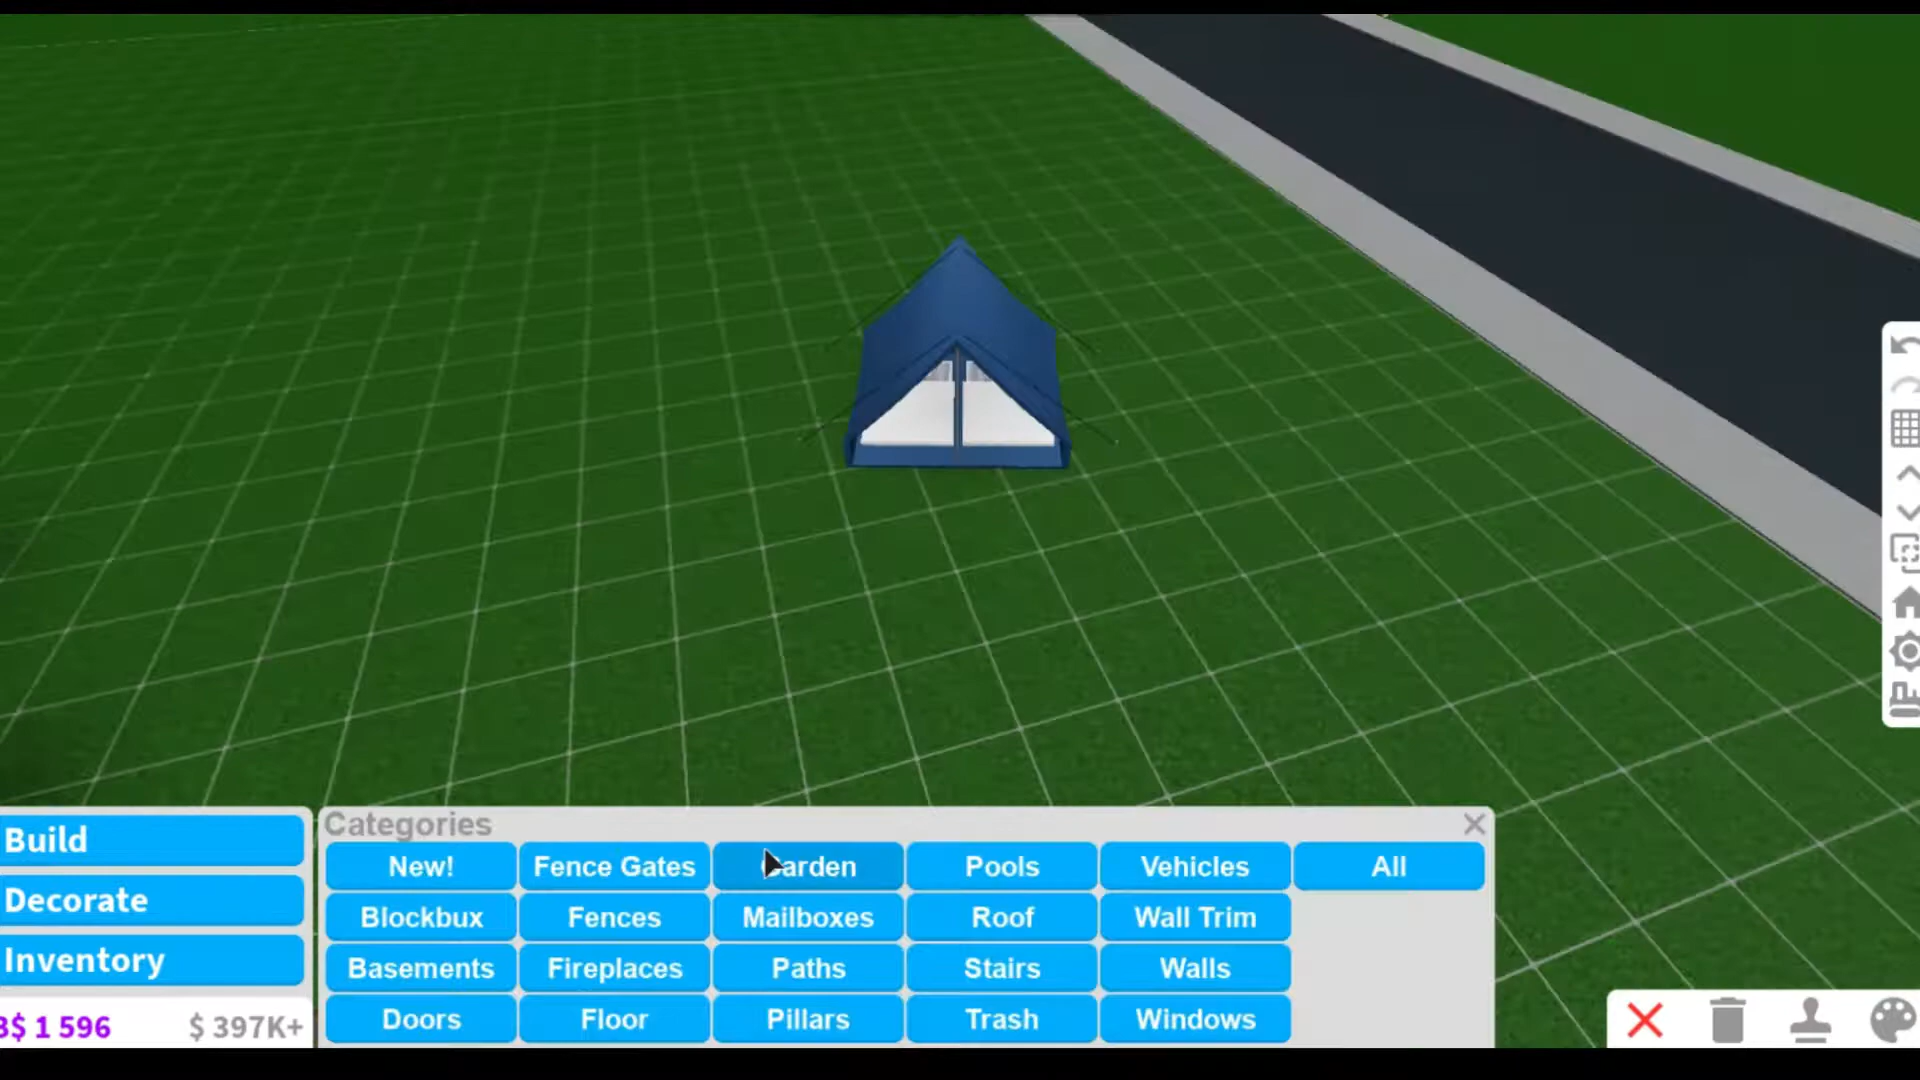 Build
Decorate
Inventory
B$ 1 596
$ 397K+
Categories
New! Fence Gates Garden Pools Vehicles All
Blockbux Fences Mailboxes Roof Wall Trim
Basements Fireplaces Paths Stairs Walls
Doors Floor Pillars Trash Windows